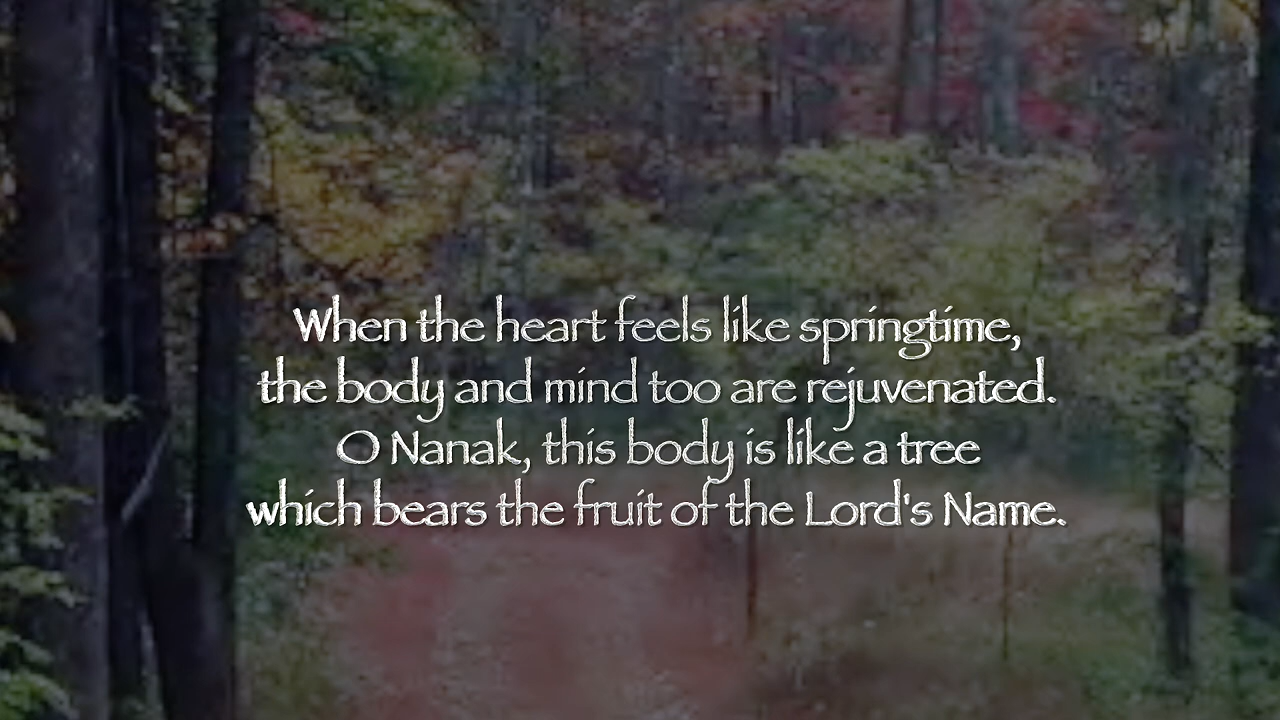 When the heart feels like springtime,
the body and mind too are rejuvenated.
O Nanak, this body is like a tree
which bears the fruit of the Lord's Name.